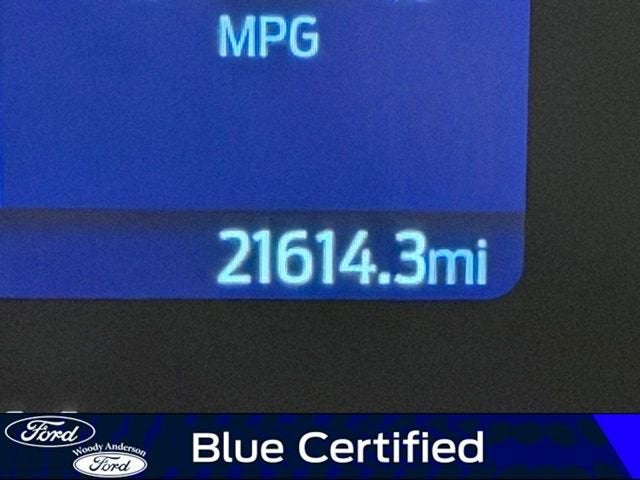 MPG
21614.3mi
Ford
Woody Anderson
Ford
Blue Certified